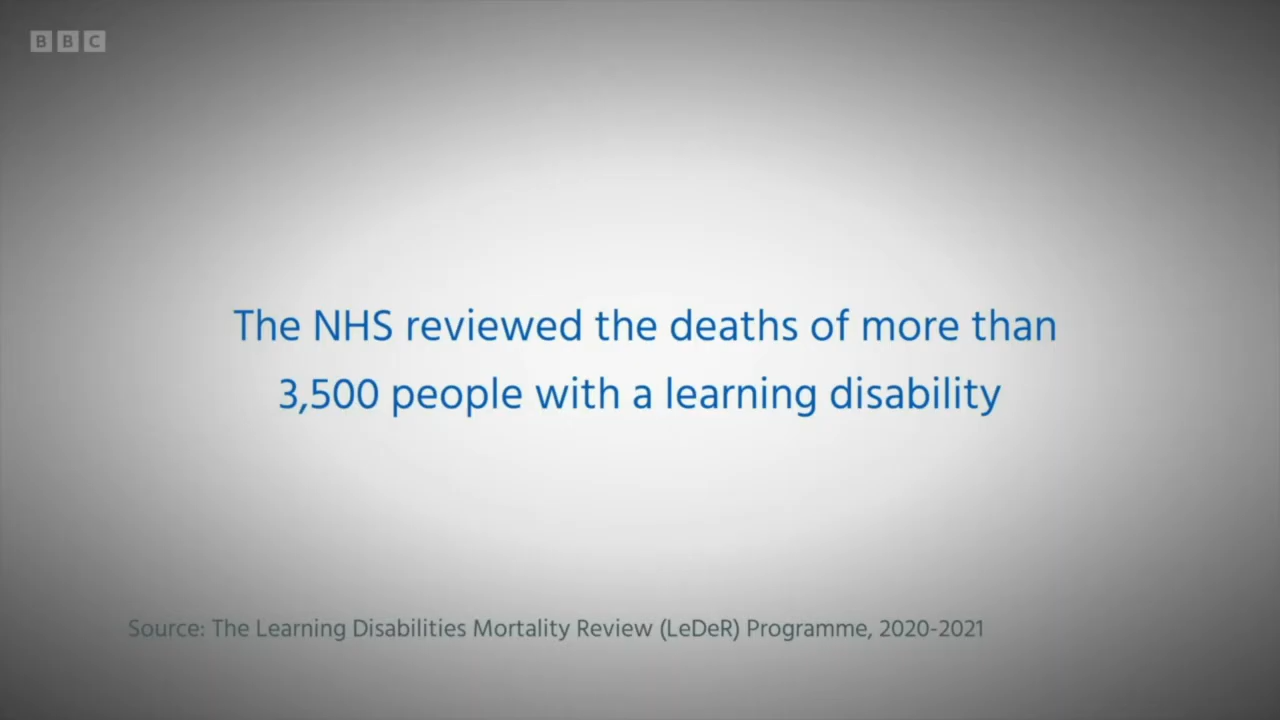 BBC
The NHS reviewed the deaths of more than
3,500 people with a learning disability
Source: The Learning Disabilities Mortality Review (LeDeR) Programme, 2020-2021